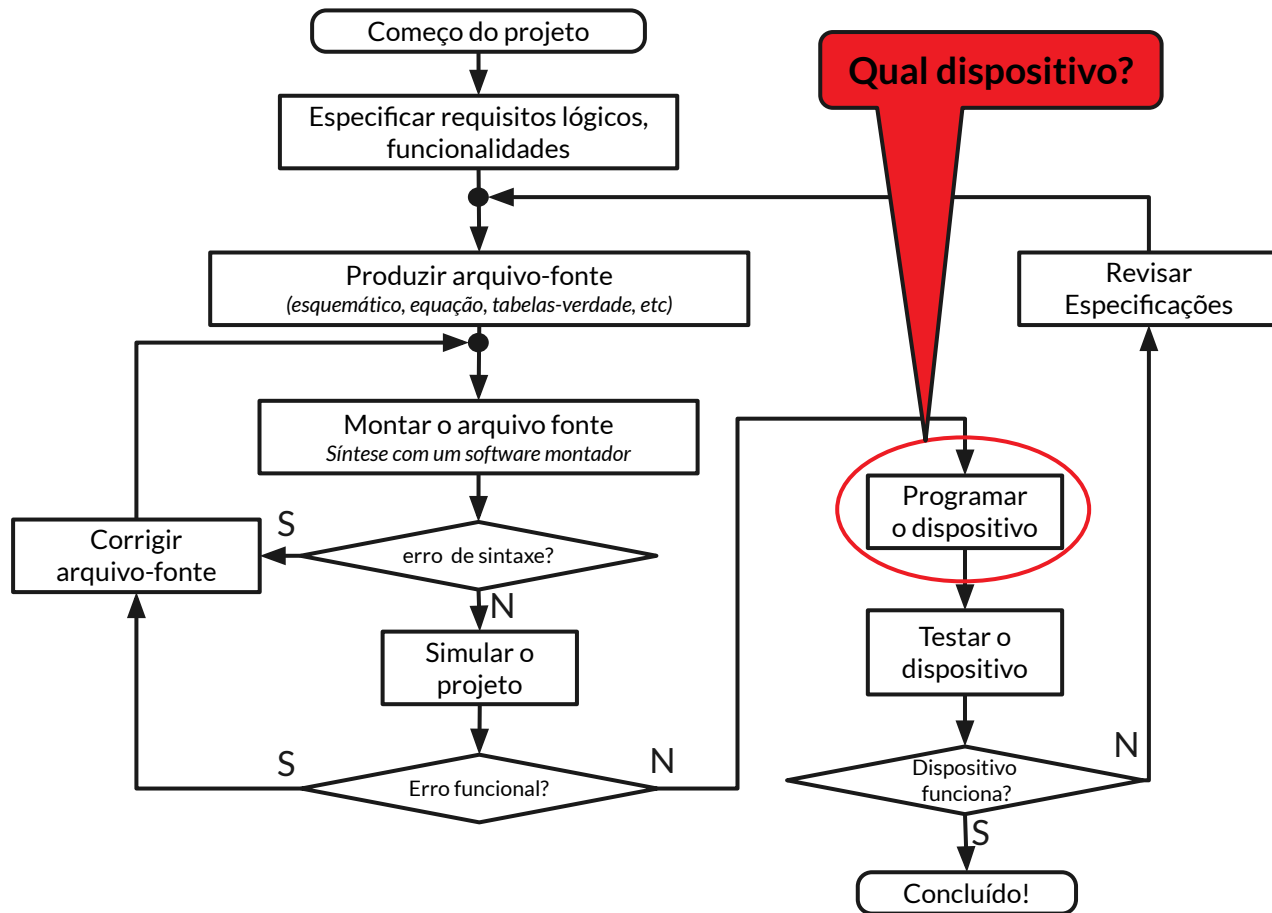 Começo do projeto
Qual dispositivo?
Especificar requisitos lógicos,
funcionalidades
Produzir arquivo-fonte
(esquemático, equação, tabelas-verdade, etc)
Revisar
Especificações
Montar o arquivo fonte
Síntese com um software montador
Programar
o dispositivo
S
Corrigir
arquivo-fonte
erro de sintaxe?
N
Simular o
projeto
Testar o
dispositivo
S
Erro funcional?
N
Dispositivo
funciona?
N
S
Concluído!